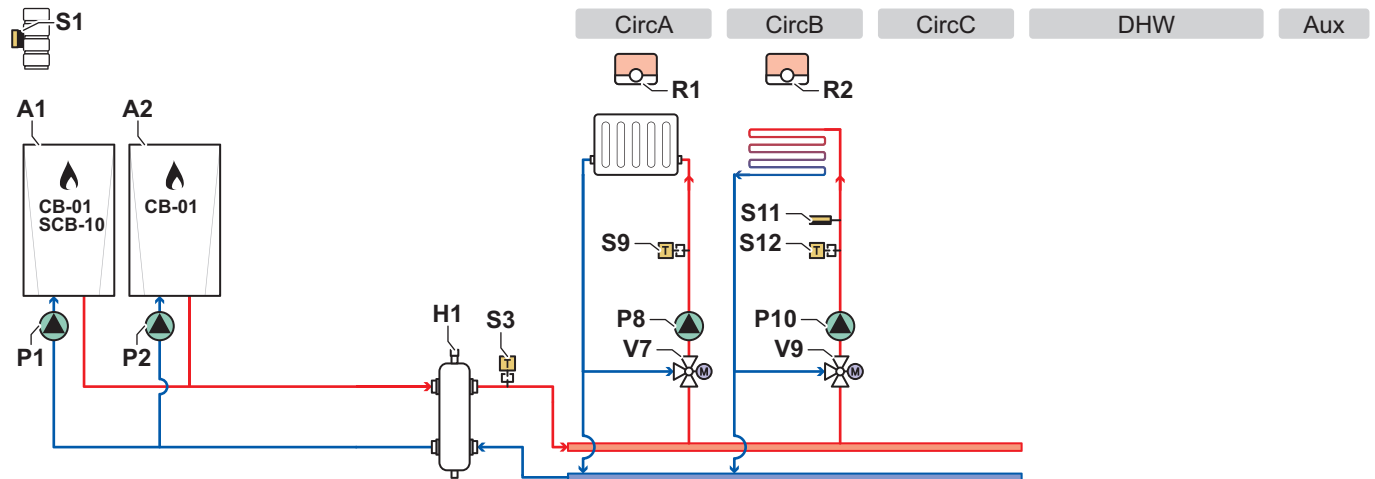 S1
CircA
CircB
CircC
DHW
Aux
R1
R2
A1
A2
CB-01
SCB-10
CB-01
S11
S9
T
S12
T
P1
P2
H1
S3
T
P8
P10
V7
M
V9
M